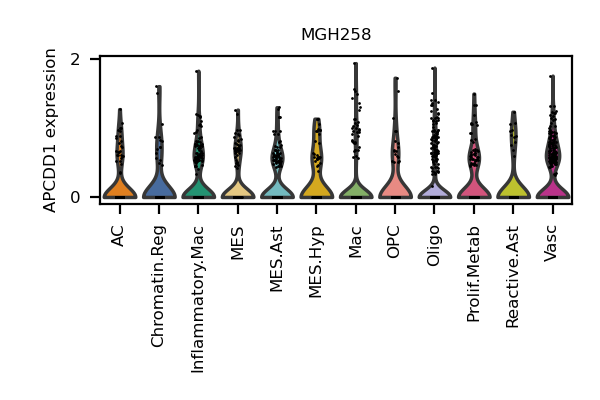 MGH258
APCDD1 expression
2
0
AC
Chromatin.Reg
Inflammatory.Mac
MES
MES.Ast
MES.Hyp
Mac
OPC
Oligo
Prolif.Metab
Reactive.Ast
Vasc